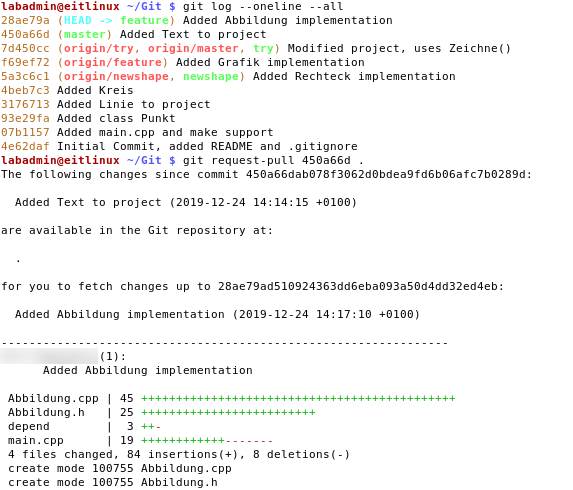 labadmin@eitlinux ~/Git $ git log --oneline --all
28ae79a (HEAD -> feature) Added Abbildung implementation
450a66d (master) Added Text to project
7d450cc (origin/try, origin/master, try) Modified project, uses Zeichne()
f69ef72 (origin/feature) Added Grafik implementation
5a3c6c1 (origin/newshape, newshape) Added Rechteck implementation
4beb7c3 Added Kreis
3176713 Added Linie to project
93e29fa Added class Punkt
07b1157 Added main.cpp and make support
4e62daf Initial Commit, added README and .gitignore
labadmin@eitlinux ~/Git $ git request-pull 450a66d .
The following changes since commit 450a66dab078f3062d0bdea9fd6b06afc7b0289d:
Added Text to project (2019-12-24 14:14:15 +0100)
are available in the Git repository at:
.
for you to fetch changes up to 28ae79ad510924363dd6eba093a50d4dd32ed4eb:
Added Abbildung implementation (2019-12-24 14:17:10 +0100)
----------------------------------------------------------------
(1):
Added Abbildung implementation
Abbildung.cpp | 45 +++++++++++++++++++++++++++++++++++++++++++++
Abbildung.h   | 25 +++++++++++++++++++++++++
depend        |  3 ++-
main.cpp      | 19 ++++++++++++-------
4 files changed, 84 insertions(+), 8 deletions(-)
create mode 100755 Abbildung.cpp
create mode 100755 Abbildung.h